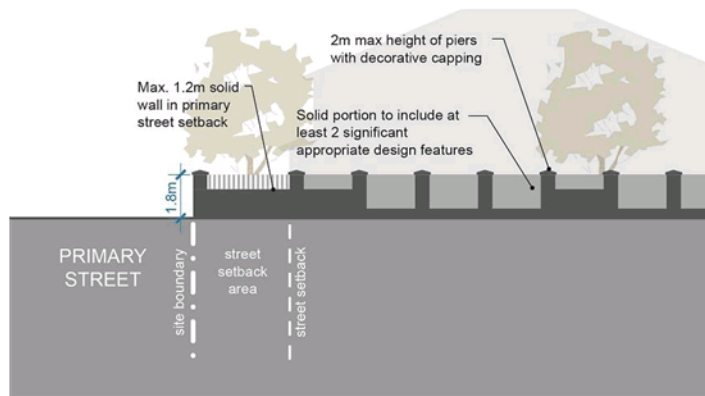 2m max height of piers
with decorative capping
Max. 1.2m solid
wall in primary
street setback
Solid portion to include at
least 2 significant
appropriate design features
1.8m
PRIMARY
STREET
site boundary
street
setback
area
street setback